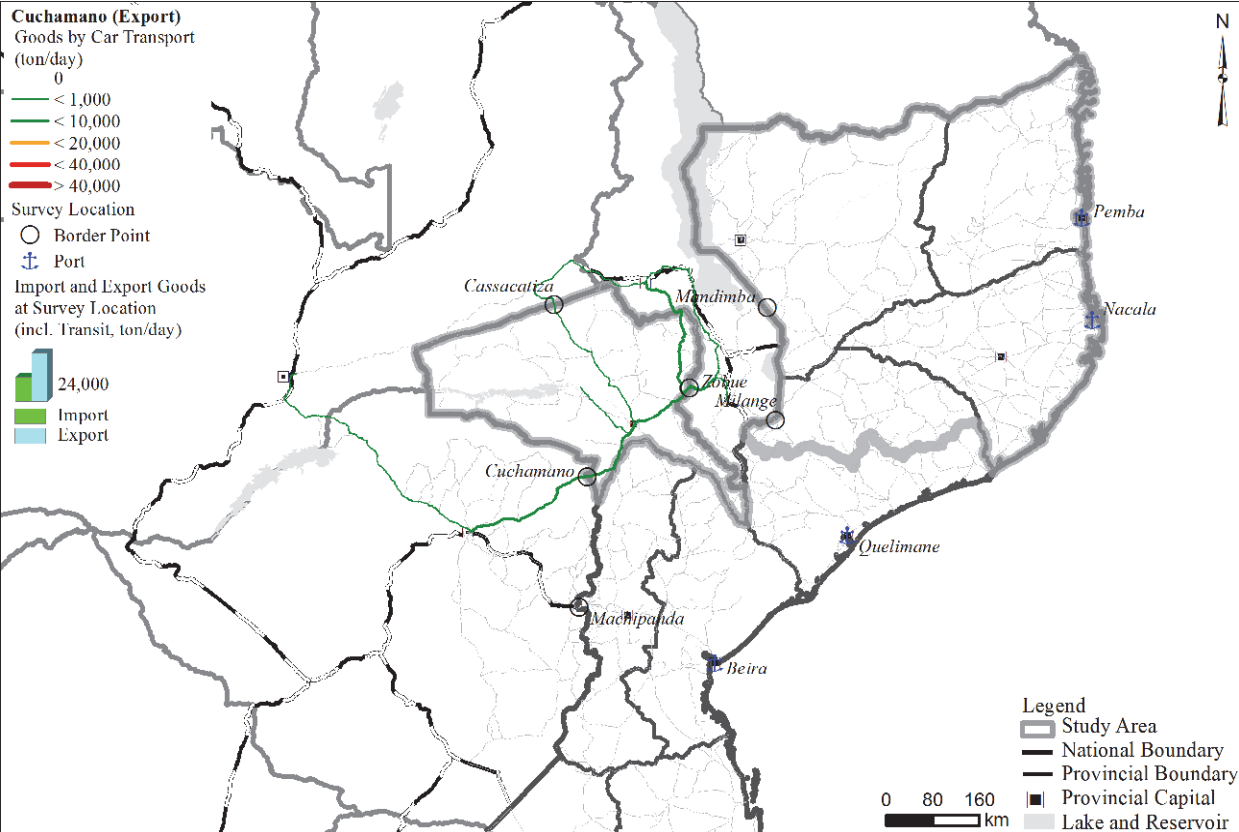 Cuchamano (Export)
Goods by Car Transport
(ton/day)
0
< 1,000
< 10,000
< 20,000
< 40,000
> 40,000
Survey Location
Border Point
Port
Import and Export Goods
at Survey Location
(incl. Transit, ton/day)
24,000
Import
Export
N
Pemba
Cassacatiza
Mandimba
Nacala
Zobue
Milange
Cuchamano
Quelimane
Machipanda
Beira
Legend
Study Area
National Boundary
Provincial Boundary
Provincial Capital
Lake and Reservoir
0 80 160
km